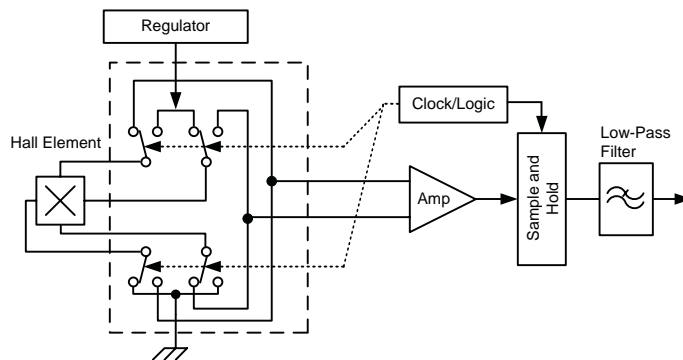 Regulator
Clock/Logic
Hall Element
Low-Pass
Filter
Amp
Sample and
Hold